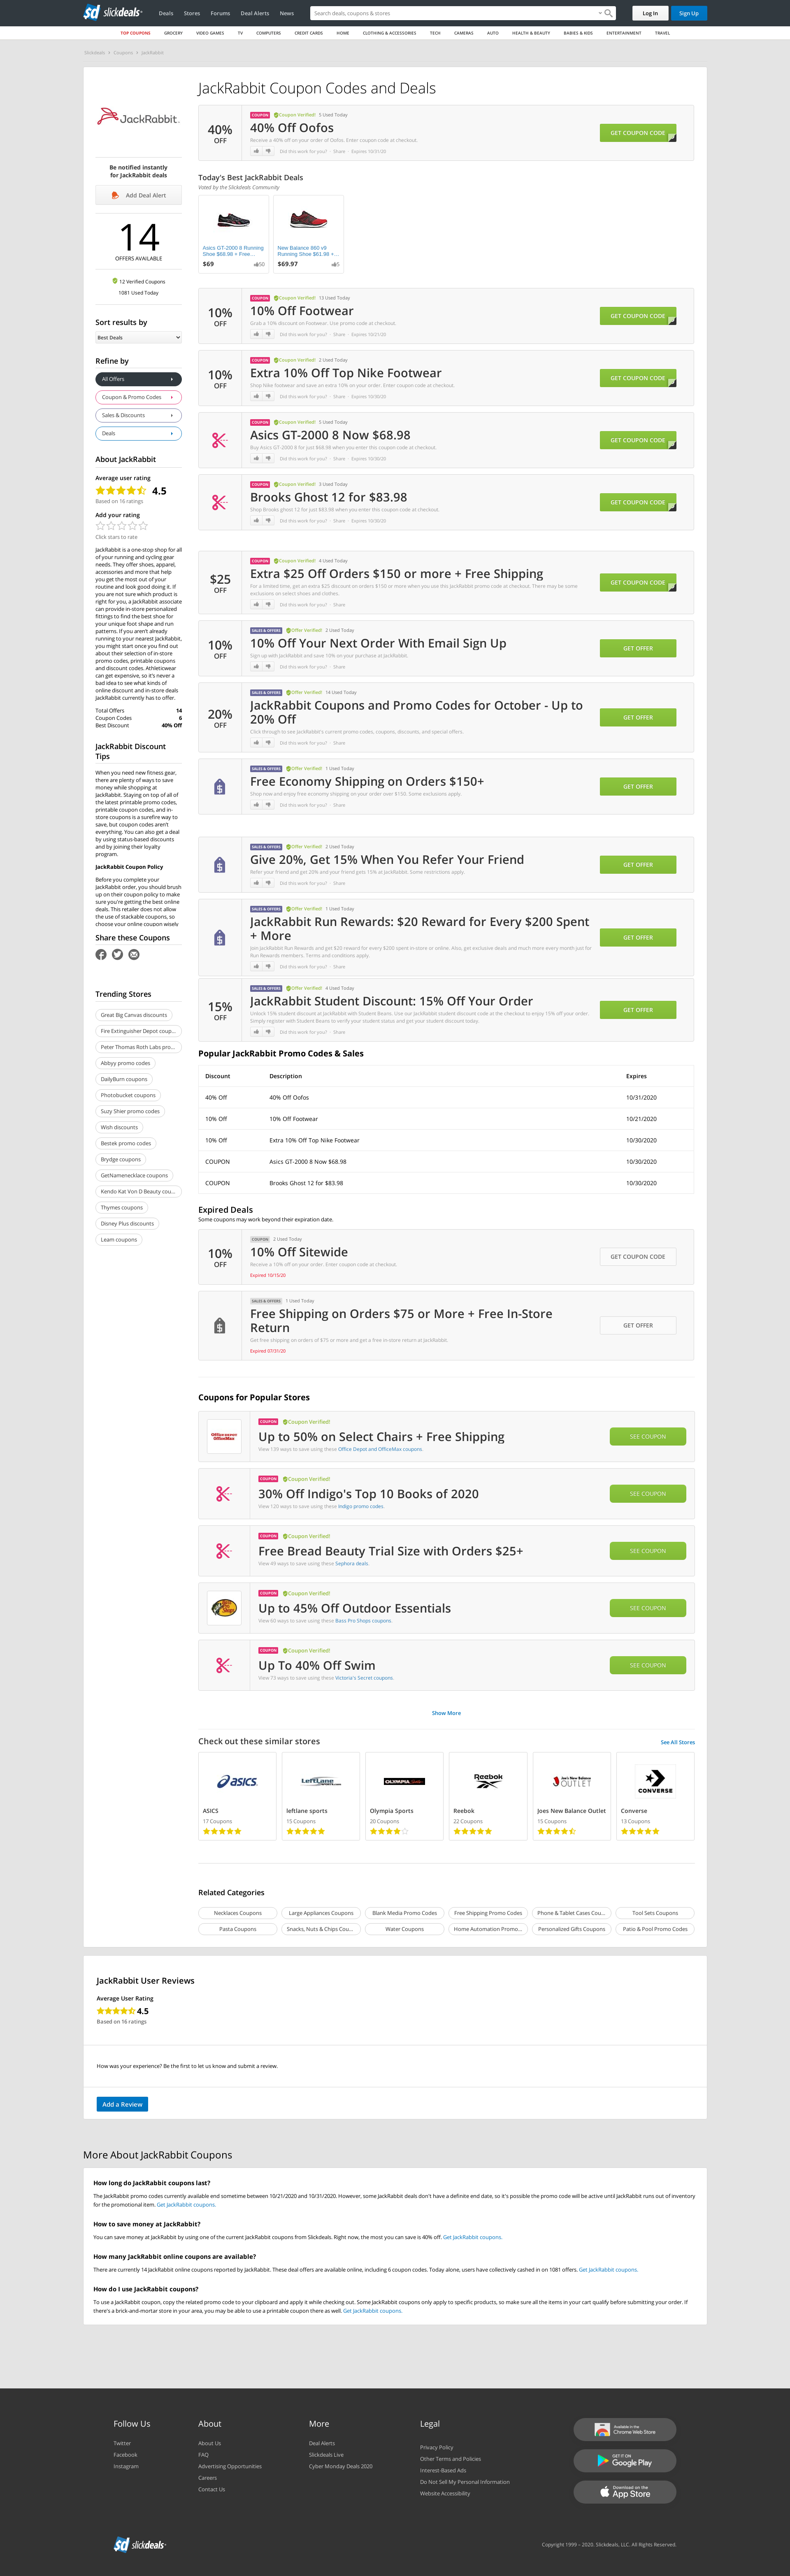 sd slickdeals
Deals Stores Forums Deal Alerts News
Search deals, coupons & stores
Log In Sign Up
TOP COUPONS GROCERY VIDEO GAMES TV COMPUTERS CREDIT CARDS HOME CLOTHING & ACCESSORIES TECH CAMERAS AUTO HEALTH & BEAUTY BABIES & KIDS ENTERTAINMENT TRAVEL
Slickdeals > Coupons > JackRabbit
JACKRABBIT.
Be notified instantly
for JackRabbit deals
Add Deal Alert
14
OFFERS AVAILABLE
12 Verified Coupons
1081 Used Today
Sort results by
Best Deals
Refine by
All Offers
Coupon & Promo Codes
Sales & Discounts
Deals
About JackRabbit
Average user rating
4.5
Based on 16 ratings
Add your rating
Click stars to rate
JackRabbit is a one-stop shop for all
of your running and cycling gear
needs. They offer shoes, apparel,
accessories and more that help
you get the most out of your
routine and look good doing it. If
you are not sure which product is
right for you, a JackRabbit associate
can provide in-store personalized
fittings to find the best shoe for
your unique foot shape and run
patterns. If you aren't already
running to your nearest JackRabbit,
you might start once you find out
about their selection of in-store
promo codes, printable coupons
and discount codes. Athleticwear
can get expensive, so it's never a
bad idea to see what kinds of
online discount and in-store deals
JackRabbit currently has to offer.
Total Offers 14
Coupon Codes 6
Best Discount 40% Off
JackRabbit Discount
Tips
When you need new fitness gear,
there are plenty of ways to save
money while shopping at
JackRabbit. Staying on top of all of
the latest printable promo codes,
printable coupon codes, and in-
store coupons is a surefire way to
save, but coupon codes aren't
everything. You can also get a deal
by using status-based discounts
and by joining their loyalty
program.
JackRabbit Coupon Policy
Before you complete your
JackRabbit order, you should brush
up on their coupon policy to make
sure you're getting the best online
deals. This retailer does not allow
the use of stackable coupons, so
choose your online coupon wisely
Share these Coupons
Trending Stores
Great Big Canvas discounts
Fire Extinguisher Depot coup...
Peter Thomas Roth Labs pro...
Abbyy promo codes
DailyBurn coupons
Photobucket coupons
Suzy Shier promo codes
Wish discounts
Bestek promo codes
Brydge coupons
GetNamenecklace coupons
Kendo Kat Von D Beauty cou...
Thymes coupons
Disney Plus discounts
Leam coupons
JackRabbit Coupon Codes and Deals
40% OFF
COUPON Coupon Verified! 5 Used Today
40% Off Oofos
Receive a 40% off on your order of Oofos. Enter coupon code at checkout.
Did this work for you? · Share · Expires 10/31/20
GET COUPON CODE
Today's Best JackRabbit Deals
Voted by the Slickdeals Community
Asics GT-2000 8 Running
Shoe $68.98 + Free...
$69 50
New Balance 860 v9
Running Shoe $61.98 +...
$69.97 5
10% OFF
COUPON Coupon Verified! 13 Used Today
10% Off Footwear
Grab a 10% discount on Footwear. Use promo code at checkout.
Did this work for you? · Share · Expires 10/21/20
GET COUPON CODE
10% OFF
COUPON Coupon Verified! 2 Used Today
Extra 10% Off Top Nike Footwear
Shop Nike footwear and save an extra 10% on your order. Enter coupon code at checkout.
Did this work for you? · Share · Expires 10/30/20
GET COUPON CODE
COUPON Coupon Verified! 5 Used Today
Asics GT-2000 8 Now $68.98
Buy Asics GT-2000 8 for just $68.98 when you enter this coupon code at checkout.
Did this work for you? · Share · Expires 10/30/20
GET COUPON CODE
COUPON Coupon Verified! 3 Used Today
Brooks Ghost 12 for $83.98
Shop Brooks ghost 12 for just $83.98 when you enter this coupon code at checkout.
Did this work for you? · Share · Expires 10/30/20
GET COUPON CODE
$25 OFF
COUPON Coupon Verified! 4 Used Today
Extra $25 Off Orders $150 or more + Free Shipping
For a limited time, get an extra $25 discount on orders $150 or more when you use this JackRabbit promo code at checkout. There may be some
exclusions on select shoes and clothes.
Did this work for you? · Share
GET COUPON CODE
10% OFF
SALES & OFFERS Offer Verified! 2 Used Today
10% Off Your Next Order With Email Sign Up
Sign up with JackRabbit and save 10% on your purchase at JackRabbit.
Did this work for you? · Share
GET OFFER
20% OFF
SALES & OFFERS Offer Verified! 14 Used Today
JackRabbit Coupons and Promo Codes for October - Up to
20% Off
Click through to see JackRabbit's current promo codes, coupons, discounts, and special offers.
Did this work for you? · Share
GET OFFER
SALES & OFFERS Offer Verified! 1 Used Today
Free Economy Shipping on Orders $150+
Shop now and enjoy free economy shipping on your order over $150. Some exclusions apply.
Did this work for you? · Share
GET OFFER
SALES & OFFERS Offer Verified! 2 Used Today
Give 20%, Get 15% When You Refer Your Friend
Refer your friend and get 20% and your friend gets 15% at JackRabbit. Some restrictions apply.
Did this work for you? · Share
GET OFFER
SALES & OFFERS Offer Verified! 1 Used Today
JackRabbit Run Rewards: $20 Reward for Every $200 Spent
+ More
Join JackRabbit Run Rewards and get $20 reward for every $200 spent in-store or online. Also, get exclusive deals and much more every month just for
Run Rewards members. Terms and conditions apply.
Did this work for you? · Share
GET OFFER
15% OFF
SALES & OFFERS Offer Verified! 4 Used Today
JackRabbit Student Discount: 15% Off Your Order
Unlock 15% student discount at JackRabbit with Student Beans. Use our JackRabbit student discount code at the checkout to enjoy 15% off your order.
Simply register with Student Beans to verify your student status and get your student discount today.
Did this work for you? · Share
GET OFFER
Popular JackRabbit Promo Codes & Sales
Discount Description Expires
40% Off 40% Off Oofos 10/31/2020
10% Off 10% Off Footwear 10/21/2020
10% Off Extra 10% Off Top Nike Footwear 10/30/2020
COUPON Asics GT-2000 8 Now $68.98 10/30/2020
COUPON Brooks Ghost 12 for $83.98 10/30/2020
Expired Deals
Some coupons may work beyond their expiration date.
10% OFF
COUPON 2 Used Today
10% Off Sitewide
Receive a 10% off on your order. Enter coupon code at checkout.
Expired 10/15/20
GET COUPON CODE
SALES & OFFERS 1 Used Today
Free Shipping on Orders $75 or More + Free In-Store
Return
Get free shipping on orders of $75 or more and get a free in-store return at JackRabbit.
Expired 07/31/20
GET OFFER
Coupons for Popular Stores
Office DEPOT OfficeMax
COUPON Coupon Verified!
Up to 50% on Select Chairs + Free Shipping
View 139 ways to save using these Office Depot and OfficeMax coupons.
SEE COUPON
COUPON Coupon Verified!
30% Off Indigo's Top 10 Books of 2020
View 120 ways to save using these Indigo promo codes.
SEE COUPON
COUPON Coupon Verified!
Free Bread Beauty Trial Size with Orders $25+
View 49 ways to save using these Sephora deals.
SEE COUPON
COUPON Coupon Verified!
Up to 45% Off Outdoor Essentials
View 60 ways to save using these Bass Pro Shops coupons.
SEE COUPON
COUPON Coupon Verified!
Up To 40% Off Swim
View 73 ways to save using these Victoria's Secret coupons.
SEE COUPON
Show More
Check out these similar stores
See All Stores
asics LeftLane OLYMPIA Reebok Joe's New Balance OUTLET CONVERSE
ASICS leftlane sports Olympia Sports Reebok Joes New Balance Outlet Converse
17 Coupons 15 Coupons 20 Coupons 22 Coupons 15 Coupons 13 Coupons
Related Categories
Necklaces Coupons Large Appliances Coupons Blank Media Promo Codes Free Shipping Promo Codes Phone & Tablet Cases Cou... Tool Sets Coupons
Pasta Coupons Snacks, Nuts & Chips Cou... Water Coupons Home Automation Promo... Personalized Gifts Coupons Patio & Pool Promo Codes
JackRabbit User Reviews
Average User Rating
4.5
Based on 16 ratings
How was your experience? Be the first to let us know and submit a review.
Add a Review
More About JackRabbit Coupons
How long do JackRabbit coupons last?
The JackRabbit promo codes currently available end sometime between 10/21/2020 and 10/31/2020. However, some JackRabbit deals don't have a definite end date, so it's possible the promo code will be active until JackRabbit runs out of inventory
for the promotional item. Get JackRabbit coupons.
How to save money at JackRabbit?
You can save money at JackRabbit by using one of the current JackRabbit coupons from Slickdeals. Right now, the most you can save is 40% off. Get JackRabbit coupons.
How many JackRabbit online coupons are available?
There are currently 14 JackRabbit online coupons reported by JackRabbit. These deal offers are available online, including 6 coupon codes. Today alone, users have collectively cashed in on 1081 offers. Get JackRabbit coupons.
How do I use JackRabbit coupons?
To use a JackRabbit coupon, copy the related promo code to your clipboard and apply it while checking out. Some JackRabbit coupons only apply to specific products, so make sure all the items in your cart qualify before submitting your order. If
there's a brick-and-mortar store in your area, you may be able to use a printable coupon there as well. Get JackRabbit coupons.
Follow Us
Twitter
Facebook
Instagram
About
About Us
FAQ
Advertising Opportunities
Careers
Contact Us
More
Deal Alerts
Slickdeals Live
Cyber Monday Deals 2020
Legal
Privacy Policy
Other Terms and Policies
Interest-Based Ads
Do Not Sell My Personal Information
Website Accessibility
Available in the
Chrome Web Store
GET IT ON
Google Play
Download on the
App Store
sd slickdeals
Copyright 1999 - 2020. Slickdeals, LLC. All Rights Reserved.